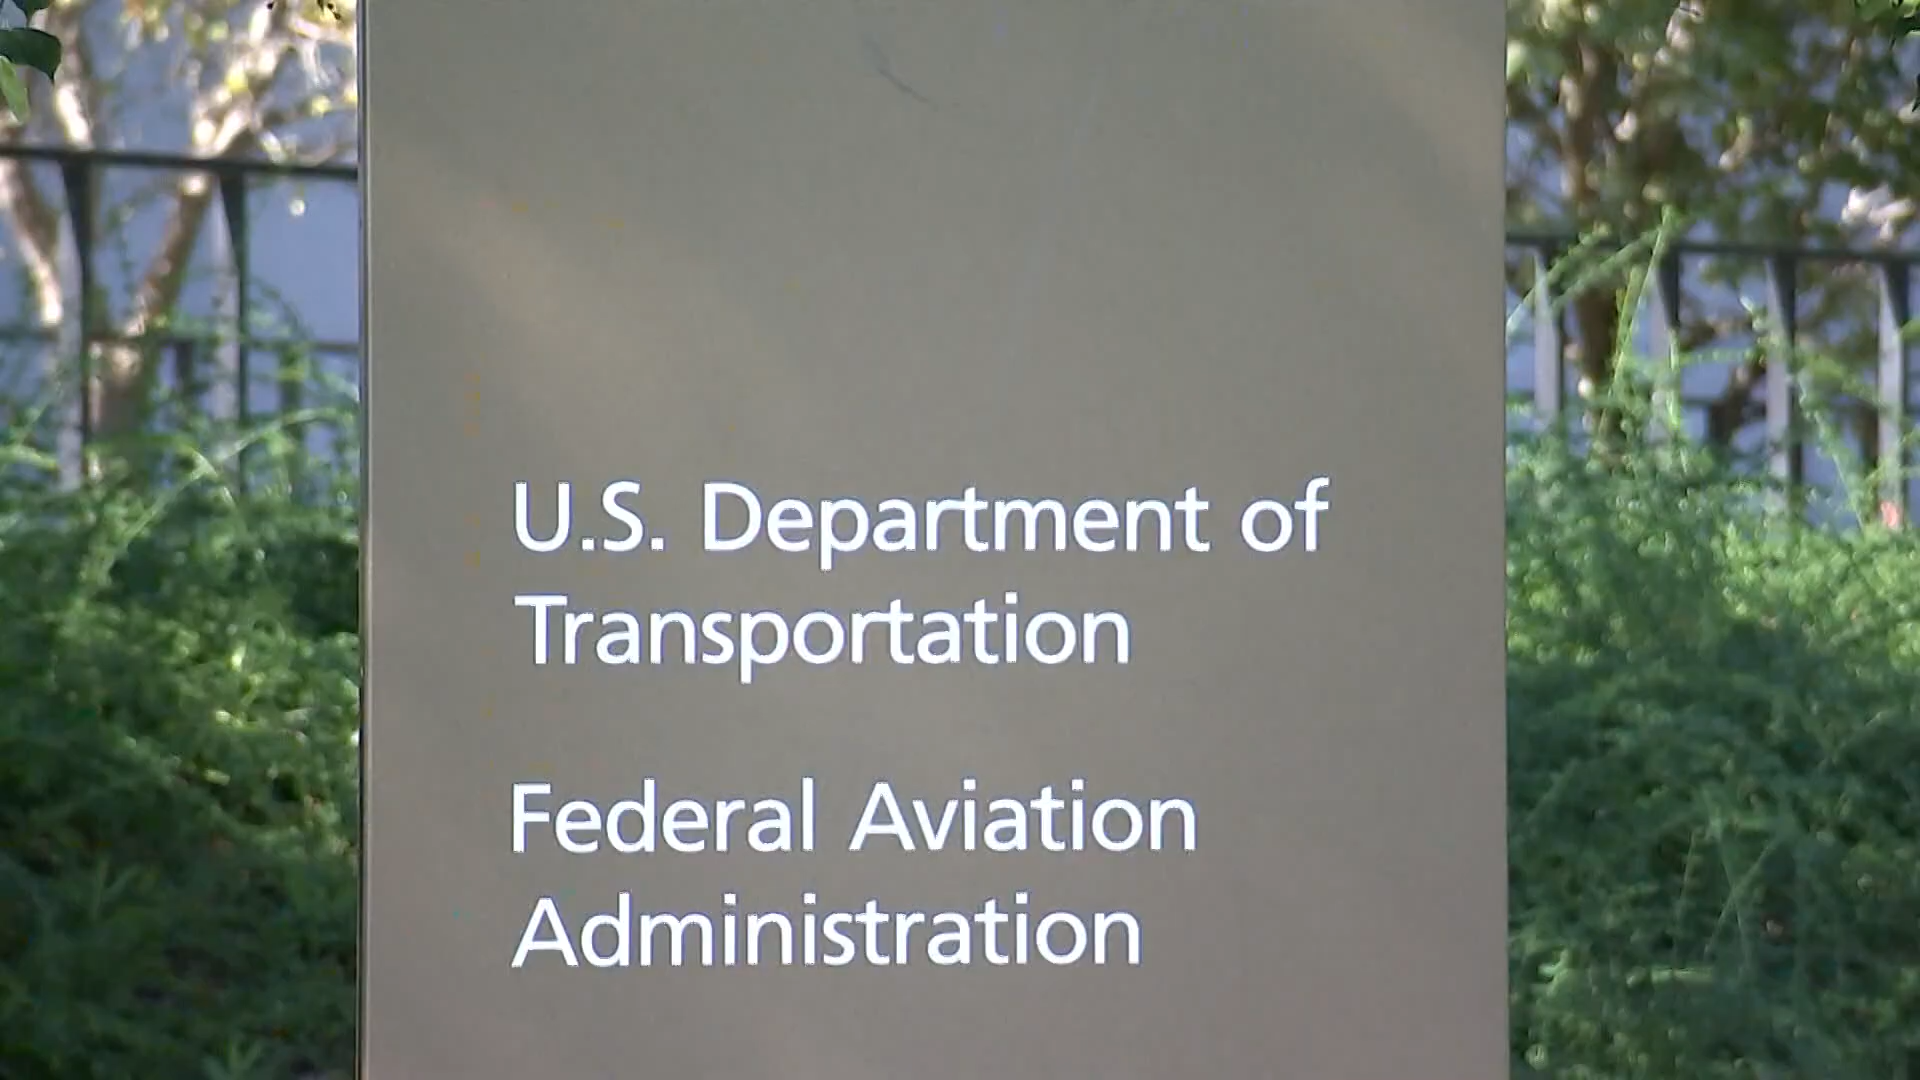 U.S. Department of
Transportation
Federal Aviation
Administration